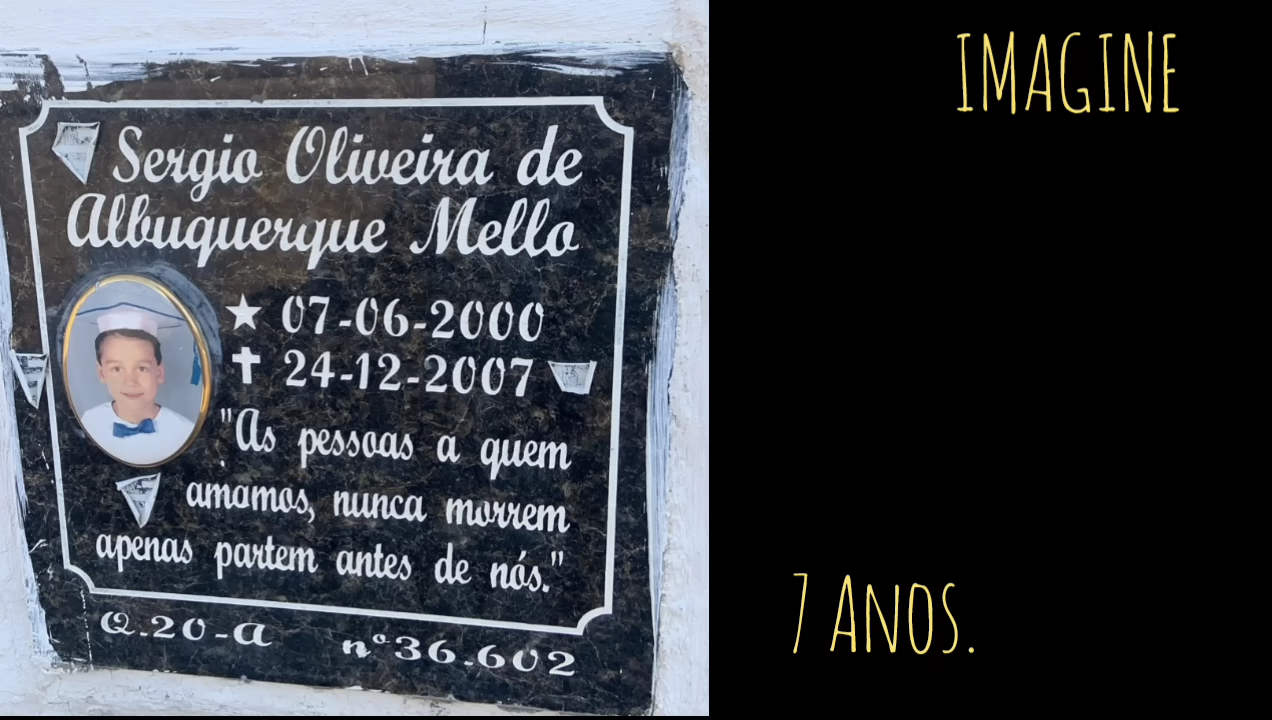 Sergio Oliveira de
Albuquerque Mello
07-06-2000
24-12-2007
"As pessoas a quem
amamos, nunca morrem
apenas partem antes de nós."
Q.20-A nº36.602
IMAGINE
7 ANOS.